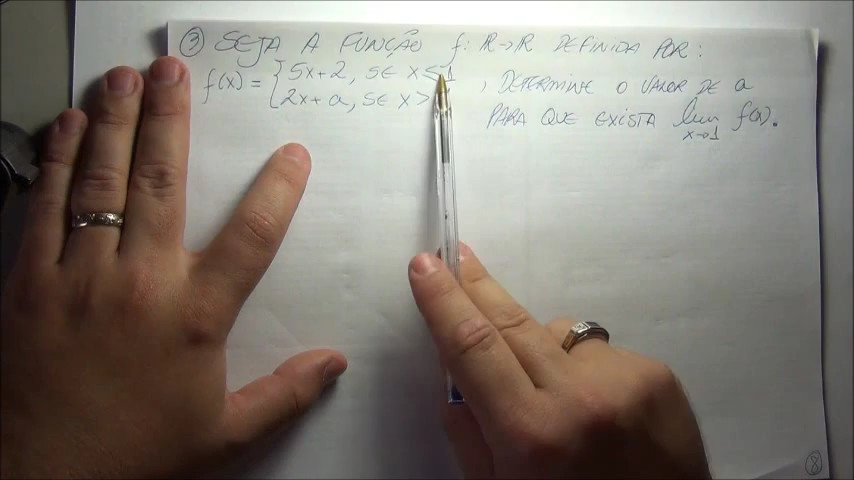 ③ SEJA A FUNÇÃO f: R→R DEFINIDA POR:
f(x) = { 5x+2, SE x ≤ 1
2x+a, SE x > , DETERMINE O VALOR DE a
PARA QUE EXISTA lim x→1 f(x).
8